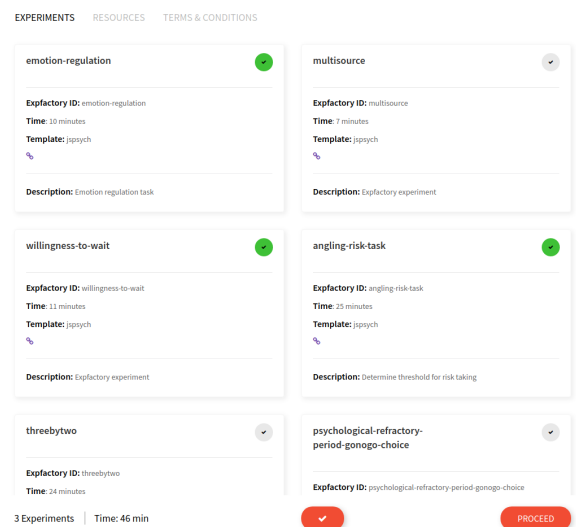 EXPERIMENTS RESOURCES TERMS & CONDITIONS
emotion-regulation
Expfactory ID: emotion-regulation
Time: 10 minutes
Template: jspsych
Description: Emotion regulation task
multisource
Expfactory ID: multisource
Time: 7 minutes
Template: jspsych
Description: Expfactory experiment
willingness-to-wait
Expfactory ID: willingness-to-wait
Time: 11 minutes
Template: jspsych
Description: Expfactory experiment
angling-risk-task
Expfactory ID: angling-risk-task
Time: 25 minutes
Template: jspsych
Description: Determine threshold for risk taking
threebytwo
Expfactory ID: threebytwo
Time: 24 minutes
psychological-refractory-
period-gonogo-choice
Expfactory ID: psychological-refractory-period-gonogo-choice
3 Experiments Time: 46 min
PROCEED